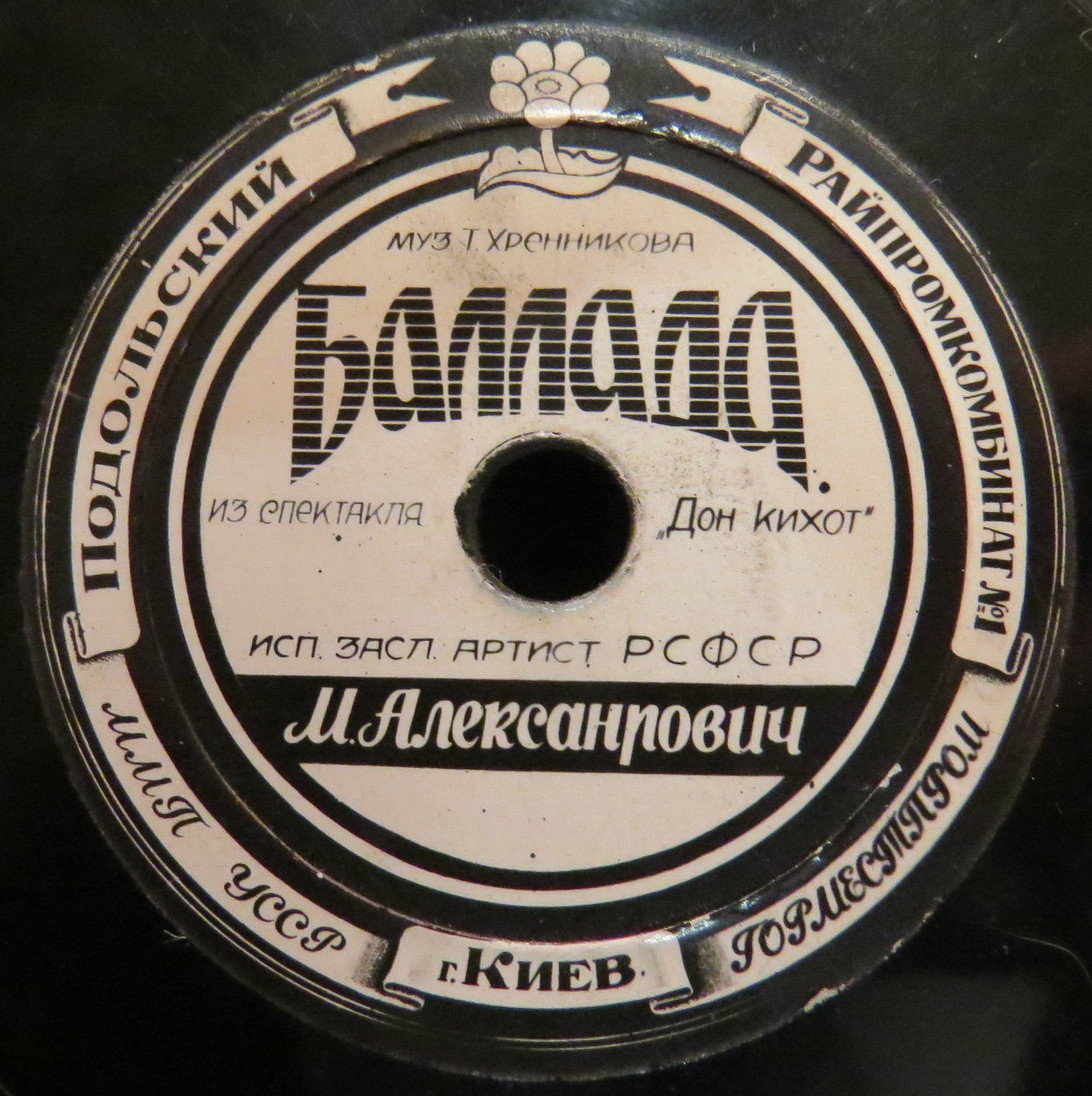 Подольский
Райпромкомбинат №1
ММП УССР
г. Киев.
Горместпром
муз. Т. Хренникова
Баллада.
из спектакля „Дон Кихот"
исп. засл. артист РСФСР
М. Алексанрович